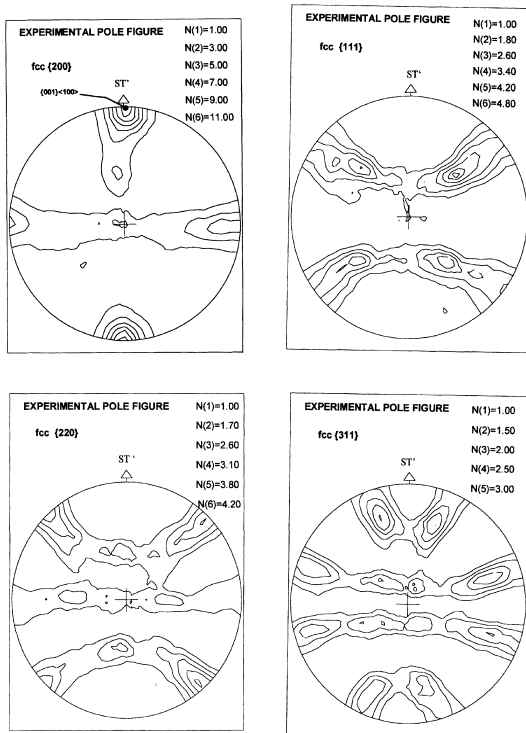 EXPERIMENTAL POLE FIGURE
N(1)=1.00
N(2)=3.00
fcc {200}
N(3)=5.00
N(4)=7.00
ST'
N(5)=9.00
{001}<100>
N(6)=11.00
EXPERIMENTAL POLE FIGURE
N(1)=1.00
N(2)=1.80
fcc {111}
N(3)=2.60
N(4)=3.40
ST'
N(5)=4.20
N(6)=4.80
EXPERIMENTAL POLE FIGURE
N(1)=1.00
N(2)=1.70
fcc {220}
N(3)=2.60
N(4)=3.10
ST '
N(5)=3.80
N(6)=4.20
EXPERIMENTAL POLE FIGURE
N(1)=1.00
N(2)=1.50
fcc {311}
N(3)=2.00
N(4)=2.50
ST'
N(5)=3.00